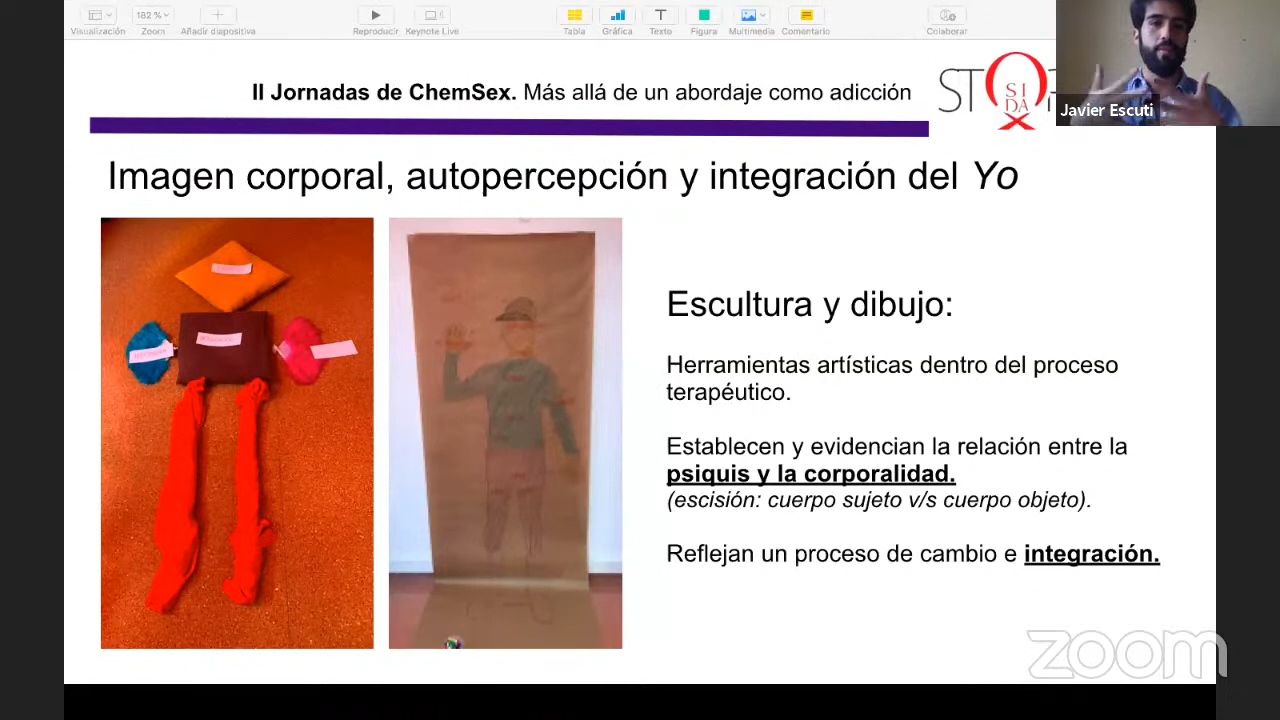 182 %
Visualización
Zoom
Añadir diapositiva
Reproducir
Keynote Live
Tabla
Gráfica
Texto
Figura
Multimedia
Comentario
Colaborar
II Jornadas de ChemSex. Más allá de un abordaje como adicción
ST
SI
DA
Javier Escuti
Imagen corporal, autopercepción y integración del Yo
Escultura y dibujo:
Herramientas artísticas dentro del proceso
terapéutico.
Establecen y evidencian la relación entre la
psiquis y la corporalidad.
(escisión: cuerpo sujeto v/s cuerpo objeto).
Reflejan un proceso de cambio e integración.
zoom